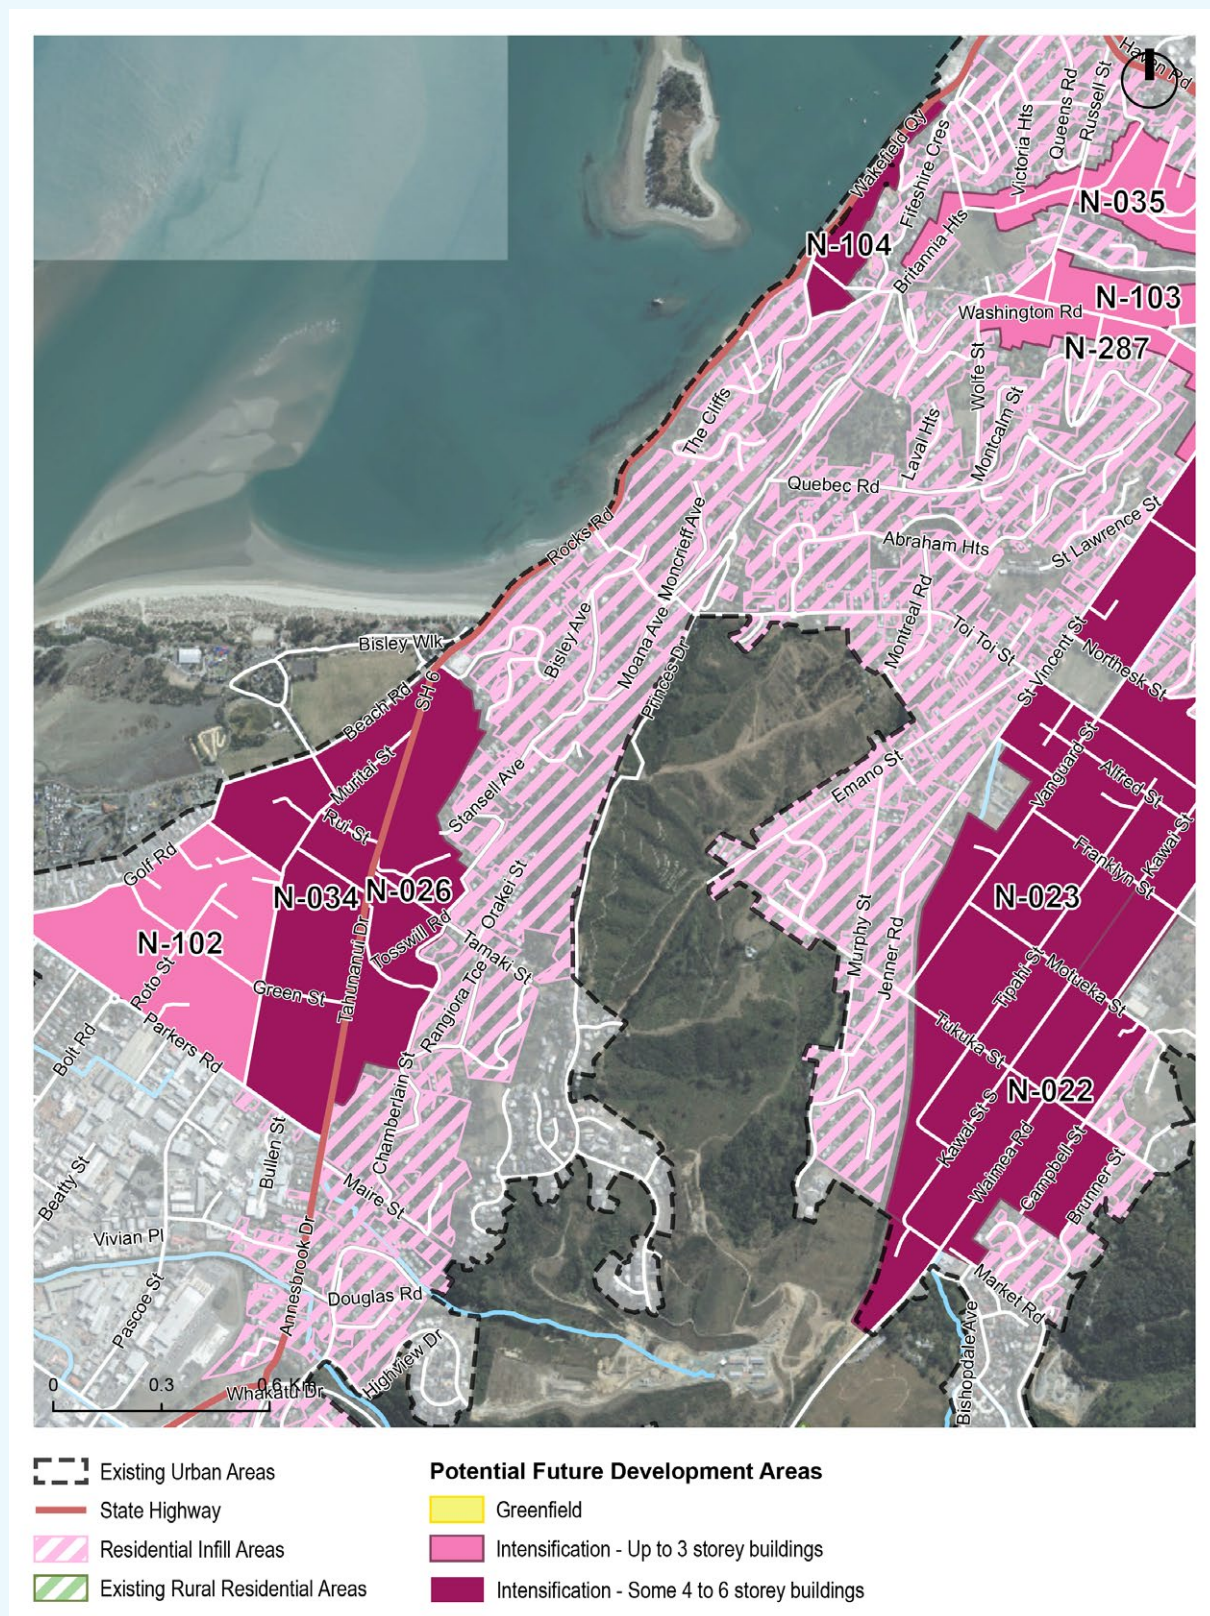 Haven Rd
Russell St
Queens Rd
Victoria Hts
Wakefield Qy
Fifeshire Cres
N-035
Britannia Hts
N-104
N-103
Washington Rd
N-287
Wolfe St
Montcalm St
Laval Hts
The Cliffs
Quebec Rd
St Lawrence St
Abraham Hts
Rocks Rd
Moncrieff Ave
Montreal Rd
Bisley Ave
Moana Ave
Toi Toi St
St Vincent St
Northesk St
Bisley Wlk
Princes Dr
SH 6
Beach Rd
Muritai St
Emano St
Vanguard St
Alfred St
Stansell Ave
Rui St
Kawai St
Golf Rd
Franklyn St
N-034
N-026
Orakei St
N-023
N-102
Tosswill Rd
Tamaki St
Murphy St
Jenner Rd
Tipahi St
Motueka St
Roto St
Green St
Tahunanui Dr
Rangiora Tce
Parkers Rd
Bolt Rd
Tukuka St
N-022
Chamberlain St
Kawai St S
Waimea Rd
Campbell St
Brunner St
Bullen St
Beatty St
Maire St
Vivian Pl
Annesbrook Dr
Pascoe St
Douglas Rd
Market Rd
Bishopdale Ave
Highview Dr
Whakatu Dr
0 0.3 0.6 Km
Existing Urban Areas
State Highway
Residential Infill Areas
Existing Rural Residential Areas
Potential Future Development Areas
Greenfield
Intensification - Up to 3 storey buildings
Intensification - Some 4 to 6 storey buildings